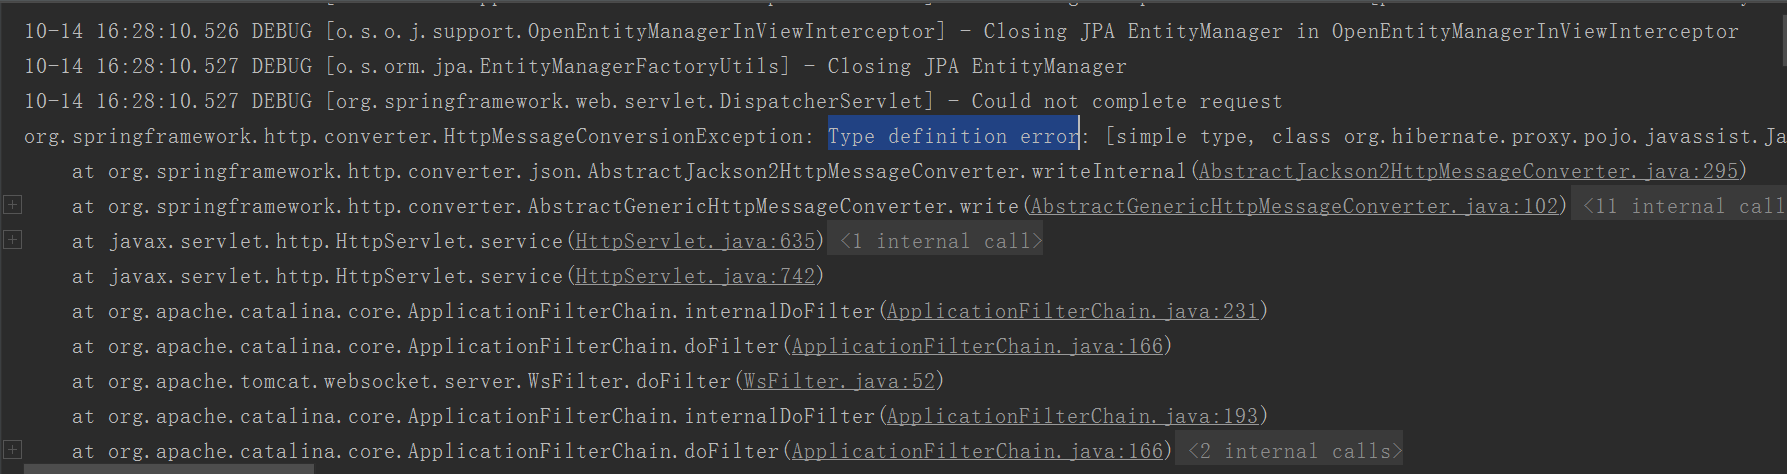 10-14 16:28:10.526 DEBUG [o.s.o.j.support.OpenEntityManagerInViewInterceptor] - Closing JPA EntityManager in OpenEntityManagerInViewInterceptor
10-14 16:28:10.527 DEBUG [o.s.orm.jpa.EntityManagerFactoryUtils] - Closing JPA EntityManager
10-14 16:28:10.527 DEBUG [org.springframework.web.servlet.DispatcherServlet] - Could not complete request
org.springframework.http.converter.HttpMessageConversionException: Type definition error: [simple type, class org.hibernate.proxy.pojo.javassist.Ja
at org.springframework.http.converter.json.AbstractJackson2HttpMessageConverter.writeInternal(AbstractJackson2HttpMessageConverter.java:295)
at org.springframework.http.converter.AbstractGenericHttpMessageConverter.write(AbstractGenericHttpMessageConverter.java:102) <11 internal call
at javax.servlet.http.HttpServlet.service(HttpServlet.java:635) <1 internal call>
at javax.servlet.http.HttpServlet.service(HttpServlet.java:742)
at org.apache.catalina.core.ApplicationFilterChain.internalDoFilter(ApplicationFilterChain.java:231)
at org.apache.catalina.core.ApplicationFilterChain.doFilter(ApplicationFilterChain.java:166)
at org.apache.tomcat.websocket.server.WsFilter.doFilter(WsFilter.java:52)
at org.apache.catalina.core.ApplicationFilterChain.internalDoFilter(ApplicationFilterChain.java:193)
at org.apache.catalina.core.ApplicationFilterChain.doFilter(ApplicationFilterChain.java:166) <2 internal calls>